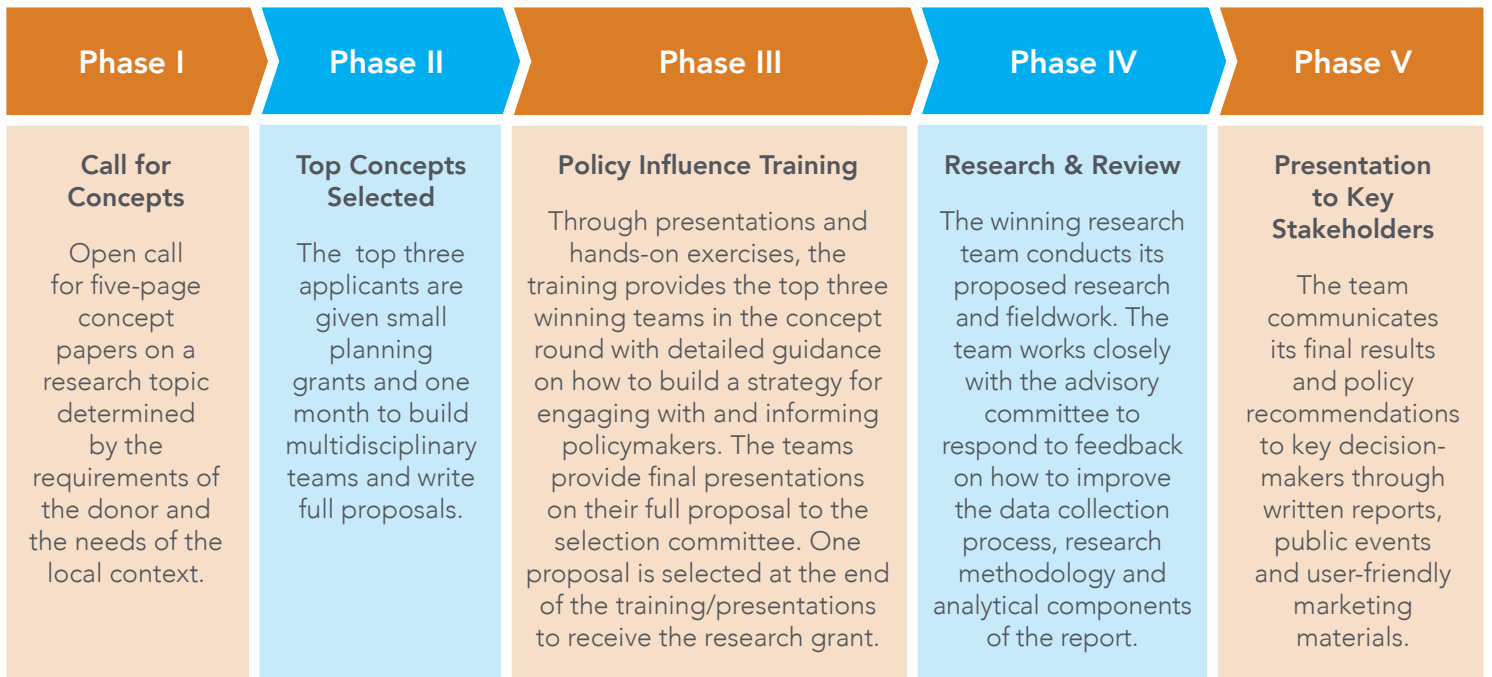 Phase I
Phase II
Phase III
Phase IV
Phase V
Call for
Concepts
Open call
for five-page
concept
papers on a
research topic
determined
by the
requirements of
the donor and
the needs of the
local context.
Top Concepts
Selected
The top three
applicants are
given small
planning
grants and one
month to build
multidisciplinary
teams and write
full proposals.
Policy Influence Training
Through presentations and
hands-on exercises, the
training provides the top three
winning teams in the concept
round with detailed guidance
on how to build a strategy for
engaging with and informing
policymakers. The teams
provide final presentations
on their full proposal to the
selection committee. One
proposal is selected at the end
of the training/presentations
to receive the research grant.
Research & Review
The winning research
team conducts its
proposed research
and fieldwork. The
team works closely
with the advisory
committee to
respond to feedback
on how to improve
the data collection
process, research
methodology and
analytical components
of the report.
Presentation
to Key
Stakeholders
The team
communicates
its final results
and policy
recommendations
to key decision-
makers through
written reports,
public events
and user-friendly
marketing
materials.